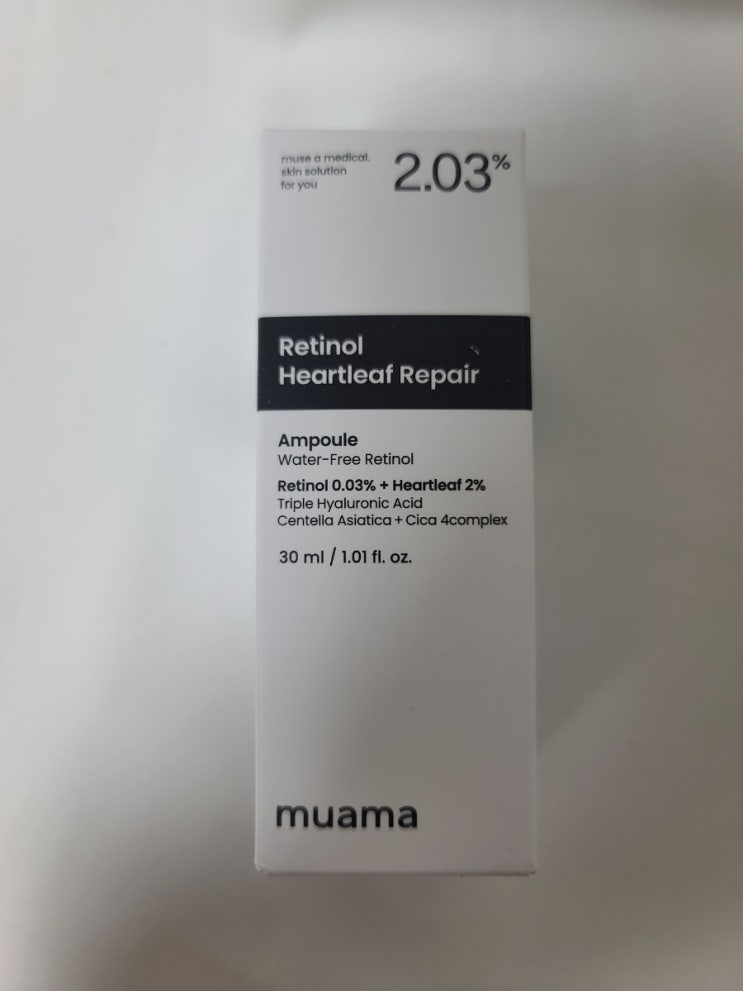 muse a medical.
skin solution
for you
2.03%
Retinol
Heartleaf Repair
Ampoule
Water-Free Retinol
Retinol 0.03% + Heartleaf 2%
Triple Hyaluronic Acid
Centella Asiatica + Cica 4complex
30 ml / 1.01 fl. oz.
muama